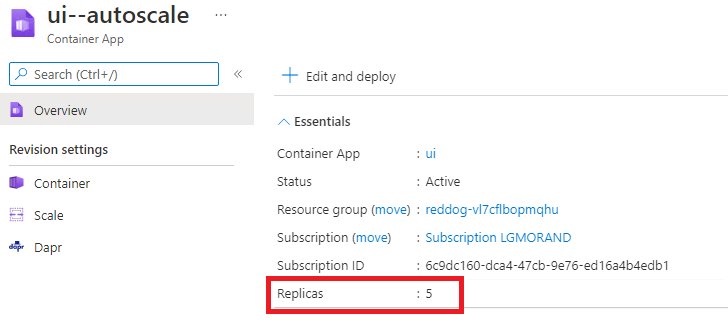 ui--autoscale ...
Container App
Search (Ctrl+/) «
Overview
Revision settings
Container
Scale
dapr Dapr
+ Edit and deploy
Essentials
Container App : ui
Status : Active
Resource group (move) : reddog-vl7cflbopmqhu
Subscription (move) : Subscription LGMORAND
Subscription ID : 6c9dc160-dca4-47cb-9e76-ed16a4b4edb1
Replicas : 5